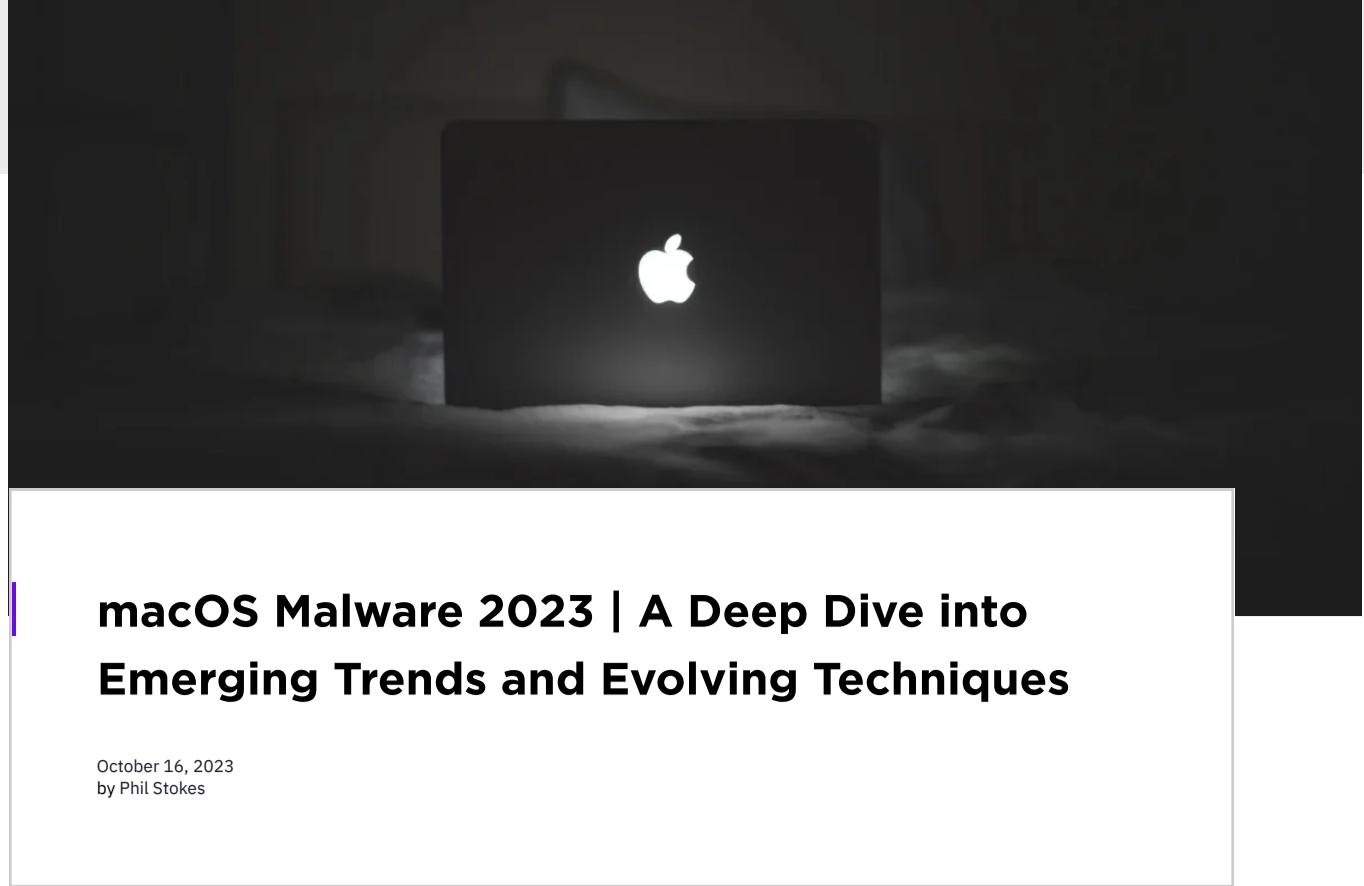 macOS Malware 2023 | A Deep Dive into
Emerging Trends and Evolving Techniques
October 16, 2023
by Phil Stokes